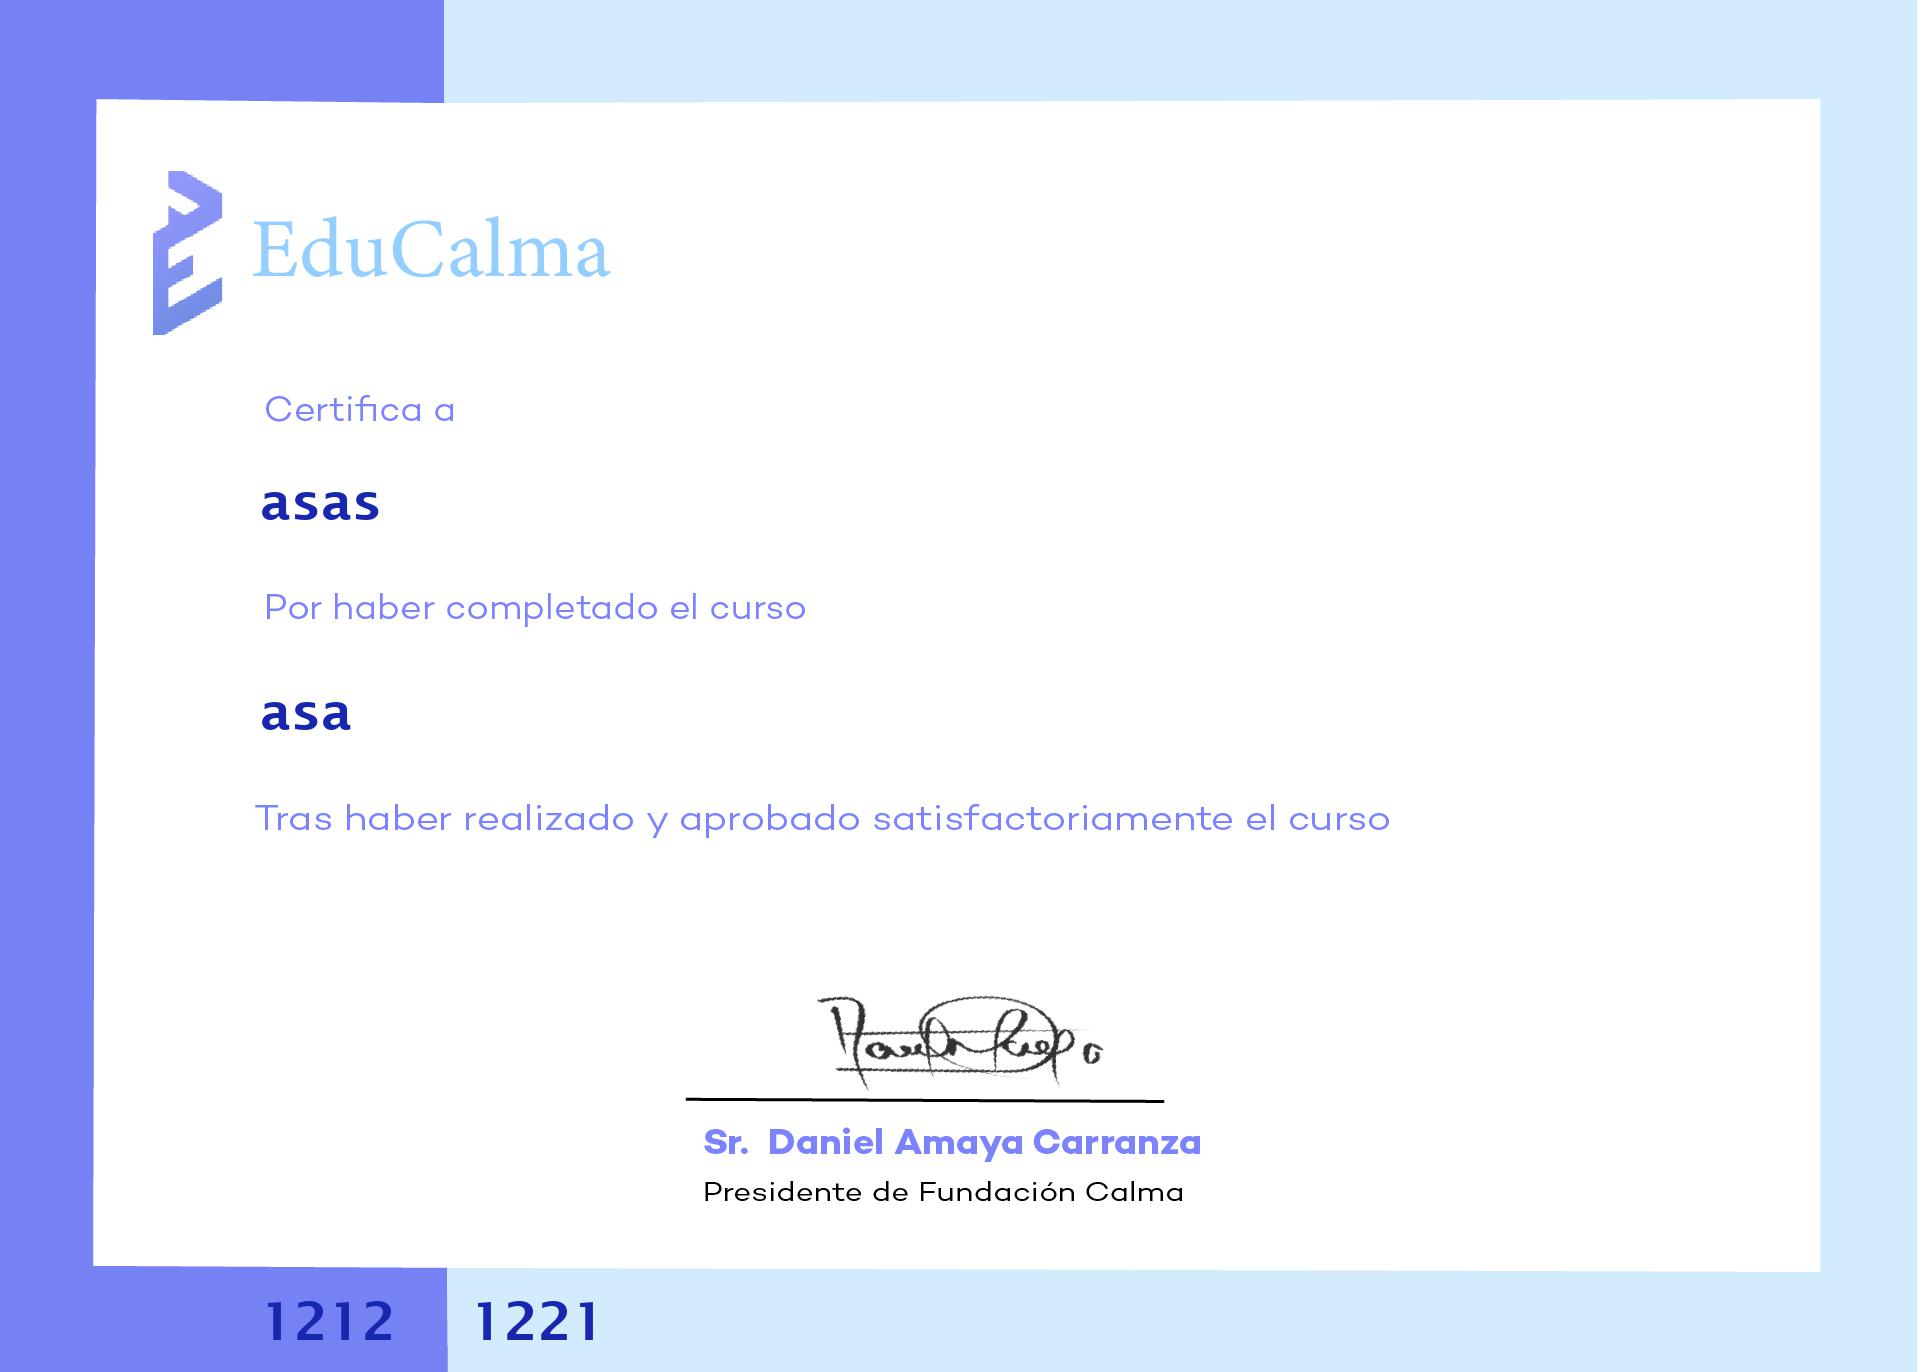 EduCalma
Certifica a
asas
Por haber completado el curso
asa
Tras haber realizado y aprobado satisfactoriamente el curso
Sr. Daniel Amaya Carranza
Presidente de Fundación Calma
1212 1221